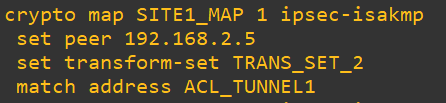 crypto map SITE1_MAP 1 ipsec-isakmp
 set peer 192.168.2.5
 set transform-set TRANS_SET_2
 match address ACL_TUNNEL1